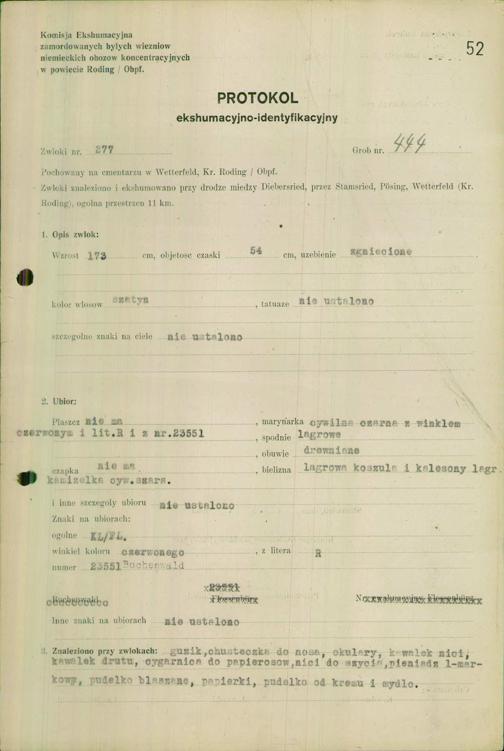 Komisja Ekshumacyjna
zamordowanych byłych wiezniow
niemieckich obozow koncentracyjnych
w powiecie Roding / Obpf.
52
PROTOKOL
ekshumacyjno-identyfikacyjny
Zwloki nr. 277 Grob nr. 444
Pochowany na cmentarzu w Wetterfeld, Kr. Roding / Obpf.
Zwloki znaleziono i ekshumowano przy drodze miedzy Diebersried, przez Stamsried, Pösing, Wetterfeld (Kr.
Roding), ogolna przestrzen 11 km.
1. Opis zwlok:
Wzrost 173 cm, objetosc czaski 54 cm, uzebienie zgniecione
kolor wlosow szatyn , tatuaze nie ustalono
szczegolne znaki na ciele nie ustalono
2. Ubior:
Plaszcz nie ma , marynarka cywilna czarna z winklem
czerwonym i lit.R i z nr.23551 , spodnie lagrowe
, obuwie drewniane
czapka nie ma , bielizna lagrowa koszula i kalesony lagr.
kamizelka cyw.szara.
i inne szczegoly ubioru nie ustalono
Znaki na ubiorach:
ogolne KL/FL.
winkiel koloru czerwonego , z litera R
numer 23551 Buchenwald
23551
Buchenwald Flossenbürg
Inne znaki na ubiorach nie ustalono
3. Znaleziono przy zwlokach: guzik,chusteczka do nosa, okulary, kawalek nici,
kawalek drutu, cygarnica do papierosow,nici do szycia,pieniadz 1-mar-
kowy, pudelko blaszane, papierki, pudelko od kremu i mydlo.